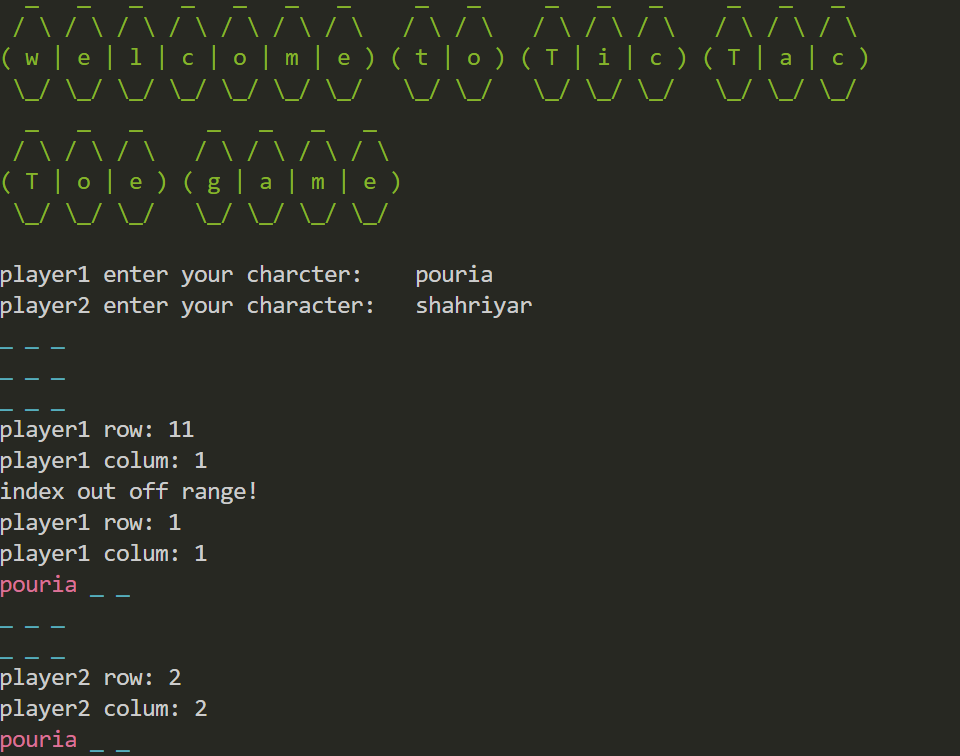 _   _   _   _   _   _   _     _   _     _   _   _     _   _   _
 / \ / \ / \ / \ / \ / \ / \   / \ / \   / \ / \ / \   / \ / \ / \
( w | e | l | c | o | m | e ) ( t | o ) ( T | i | c ) ( T | a | c )
 \_/ \_/ \_/ \_/ \_/ \_/ \_/   \_/ \_/   \_/ \_/ \_/   \_/ \_/ \_/
  _   _   _     _   _   _   _
 / \ / \ / \   / \ / \ / \ / \
( T | o | e ) ( g | a | m | e )
 \_/ \_/ \_/   \_/ \_/ \_/ \_/
player1 enter your charcter:    pouria
player2 enter your character:   shahriyar
_ _ _
_ _ _
_ _ _
player1 row: 11
player1 colum: 1
index out off range!
player1 row: 1
player1 colum: 1
pouria _ _
_ _ _
_ _ _
player2 row: 2
player2 colum: 2
pouria _ _